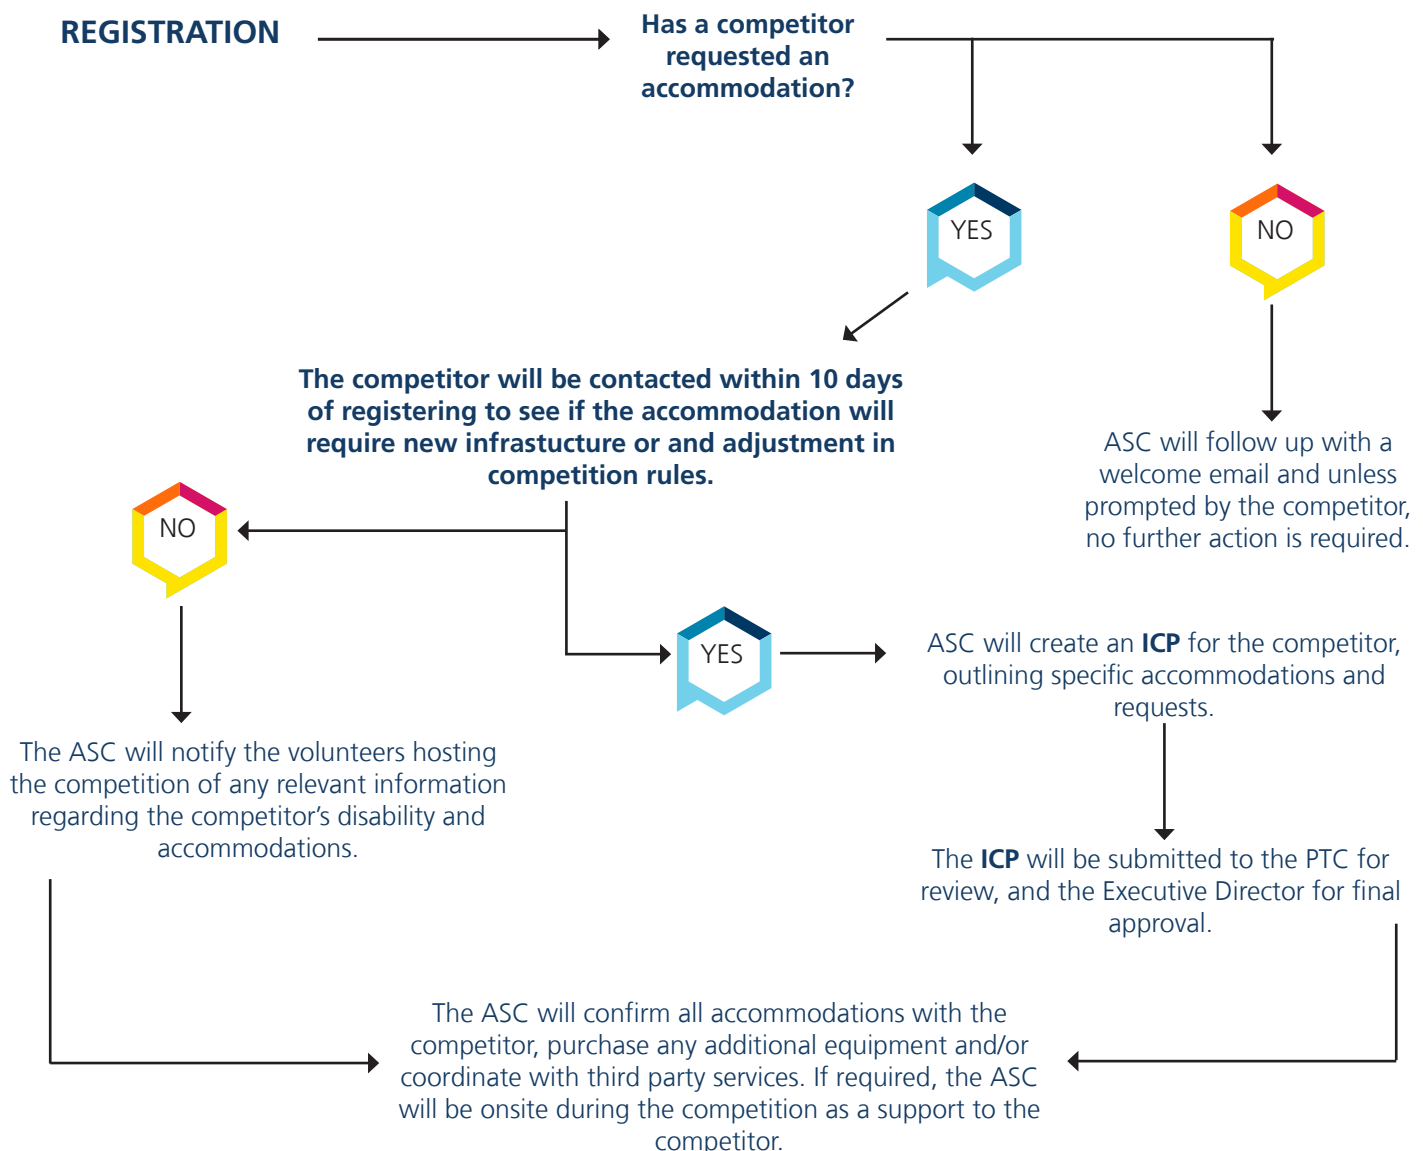 REGISTRATION
Has a competitor
requested an
accommodation?
YES
NO
The competitor will be contacted within 10 days
of registering to see if the accommodation will
require new infrastucture or and adjustment in
competition rules.
ASC will follow up with a
welcome email and unless
prompted by the competitor,
no further action is required.
NO
YES
ASC will create an ICP for the competitor,
outlining specific accommodations and
requests.
The ASC will notify the volunteers hosting
the competition of any relevant information
regarding the competitor’s disability and
accommodations.
The ICP will be submitted to the PTC for
review, and the Executive Director for final
approval.
The ASC will confirm all accommodations with the
competitor, purchase any additional equipment and/or
coordinate with third party services. If required, the ASC
will be onsite during the competition as a support to the
competitor.